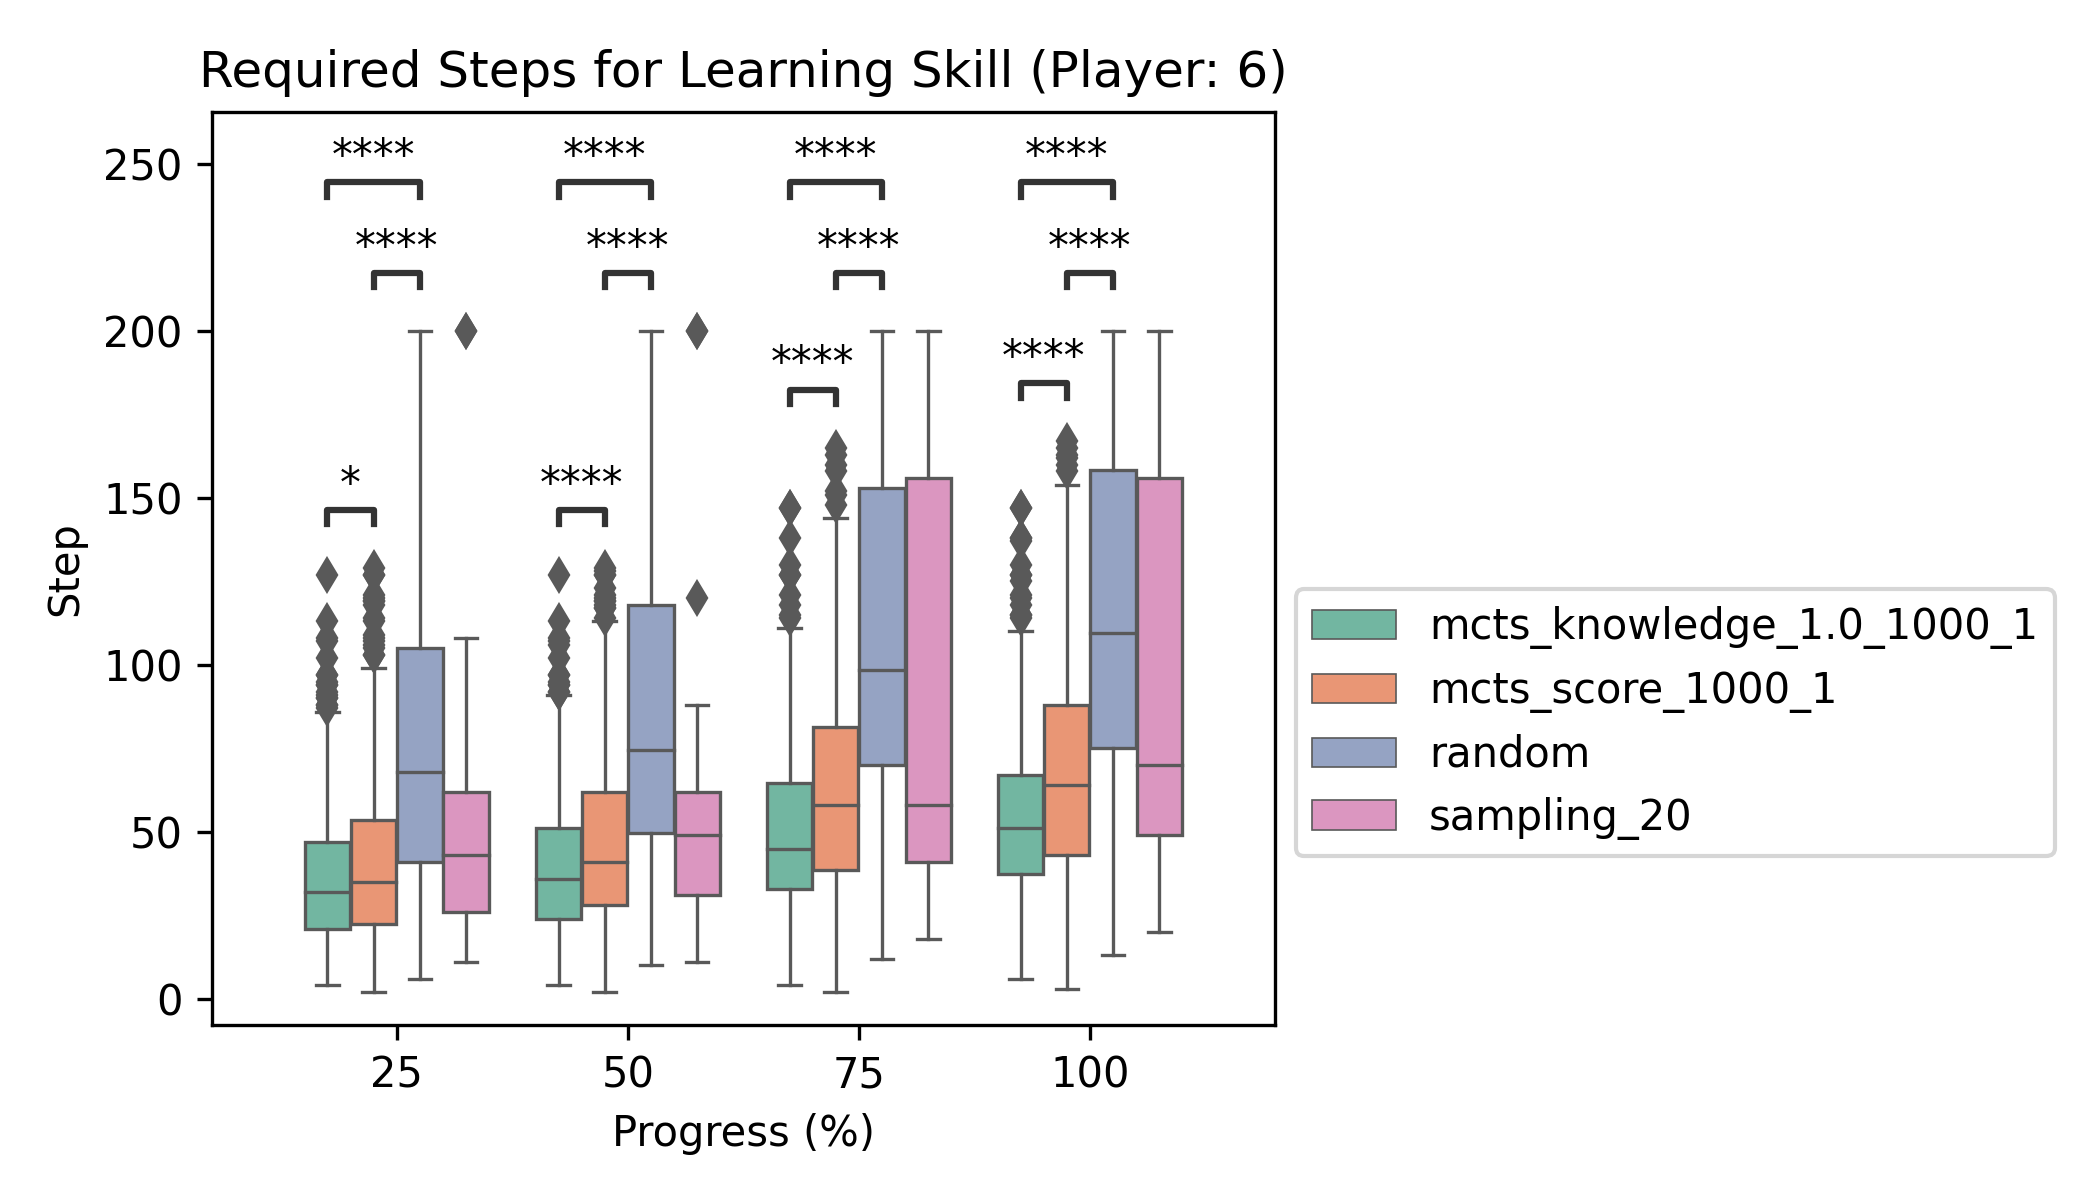 Required Steps for Learning Skill (Player: 6)
**** **** **** ****
**** **** **** ****
**** ****
* ****
250
200
150
100
50
0
Step
25 50 75 100
Progress (%)
mcts_knowledge_1.0_1000_1
mcts_score_1000_1
random
sampling_20